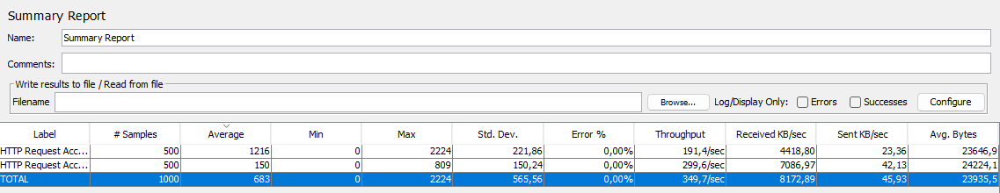 Summary Report
Name: Summary Report
Comments:
Write results to file / Read from file
Filename Browse... Log/Display Only: Errors Successes Configure
Label # Samples Average Min Max Std. Dev. Error % Throughput Received KB/sec Sent KB/sec Avg. Bytes
HTTP Request Acc... 500 1216 0 2224 221,86 0,00% 191,4/sec 4418,80 23,36 23646,9
HTTP Request Acc... 500 150 0 809 150,24 0,00% 299,6/sec 7086,97 42,13 24224,1
TOTAL 1000 683 0 2224 565,56 0,00% 349,7/sec 8172,89 45,93 23935,5